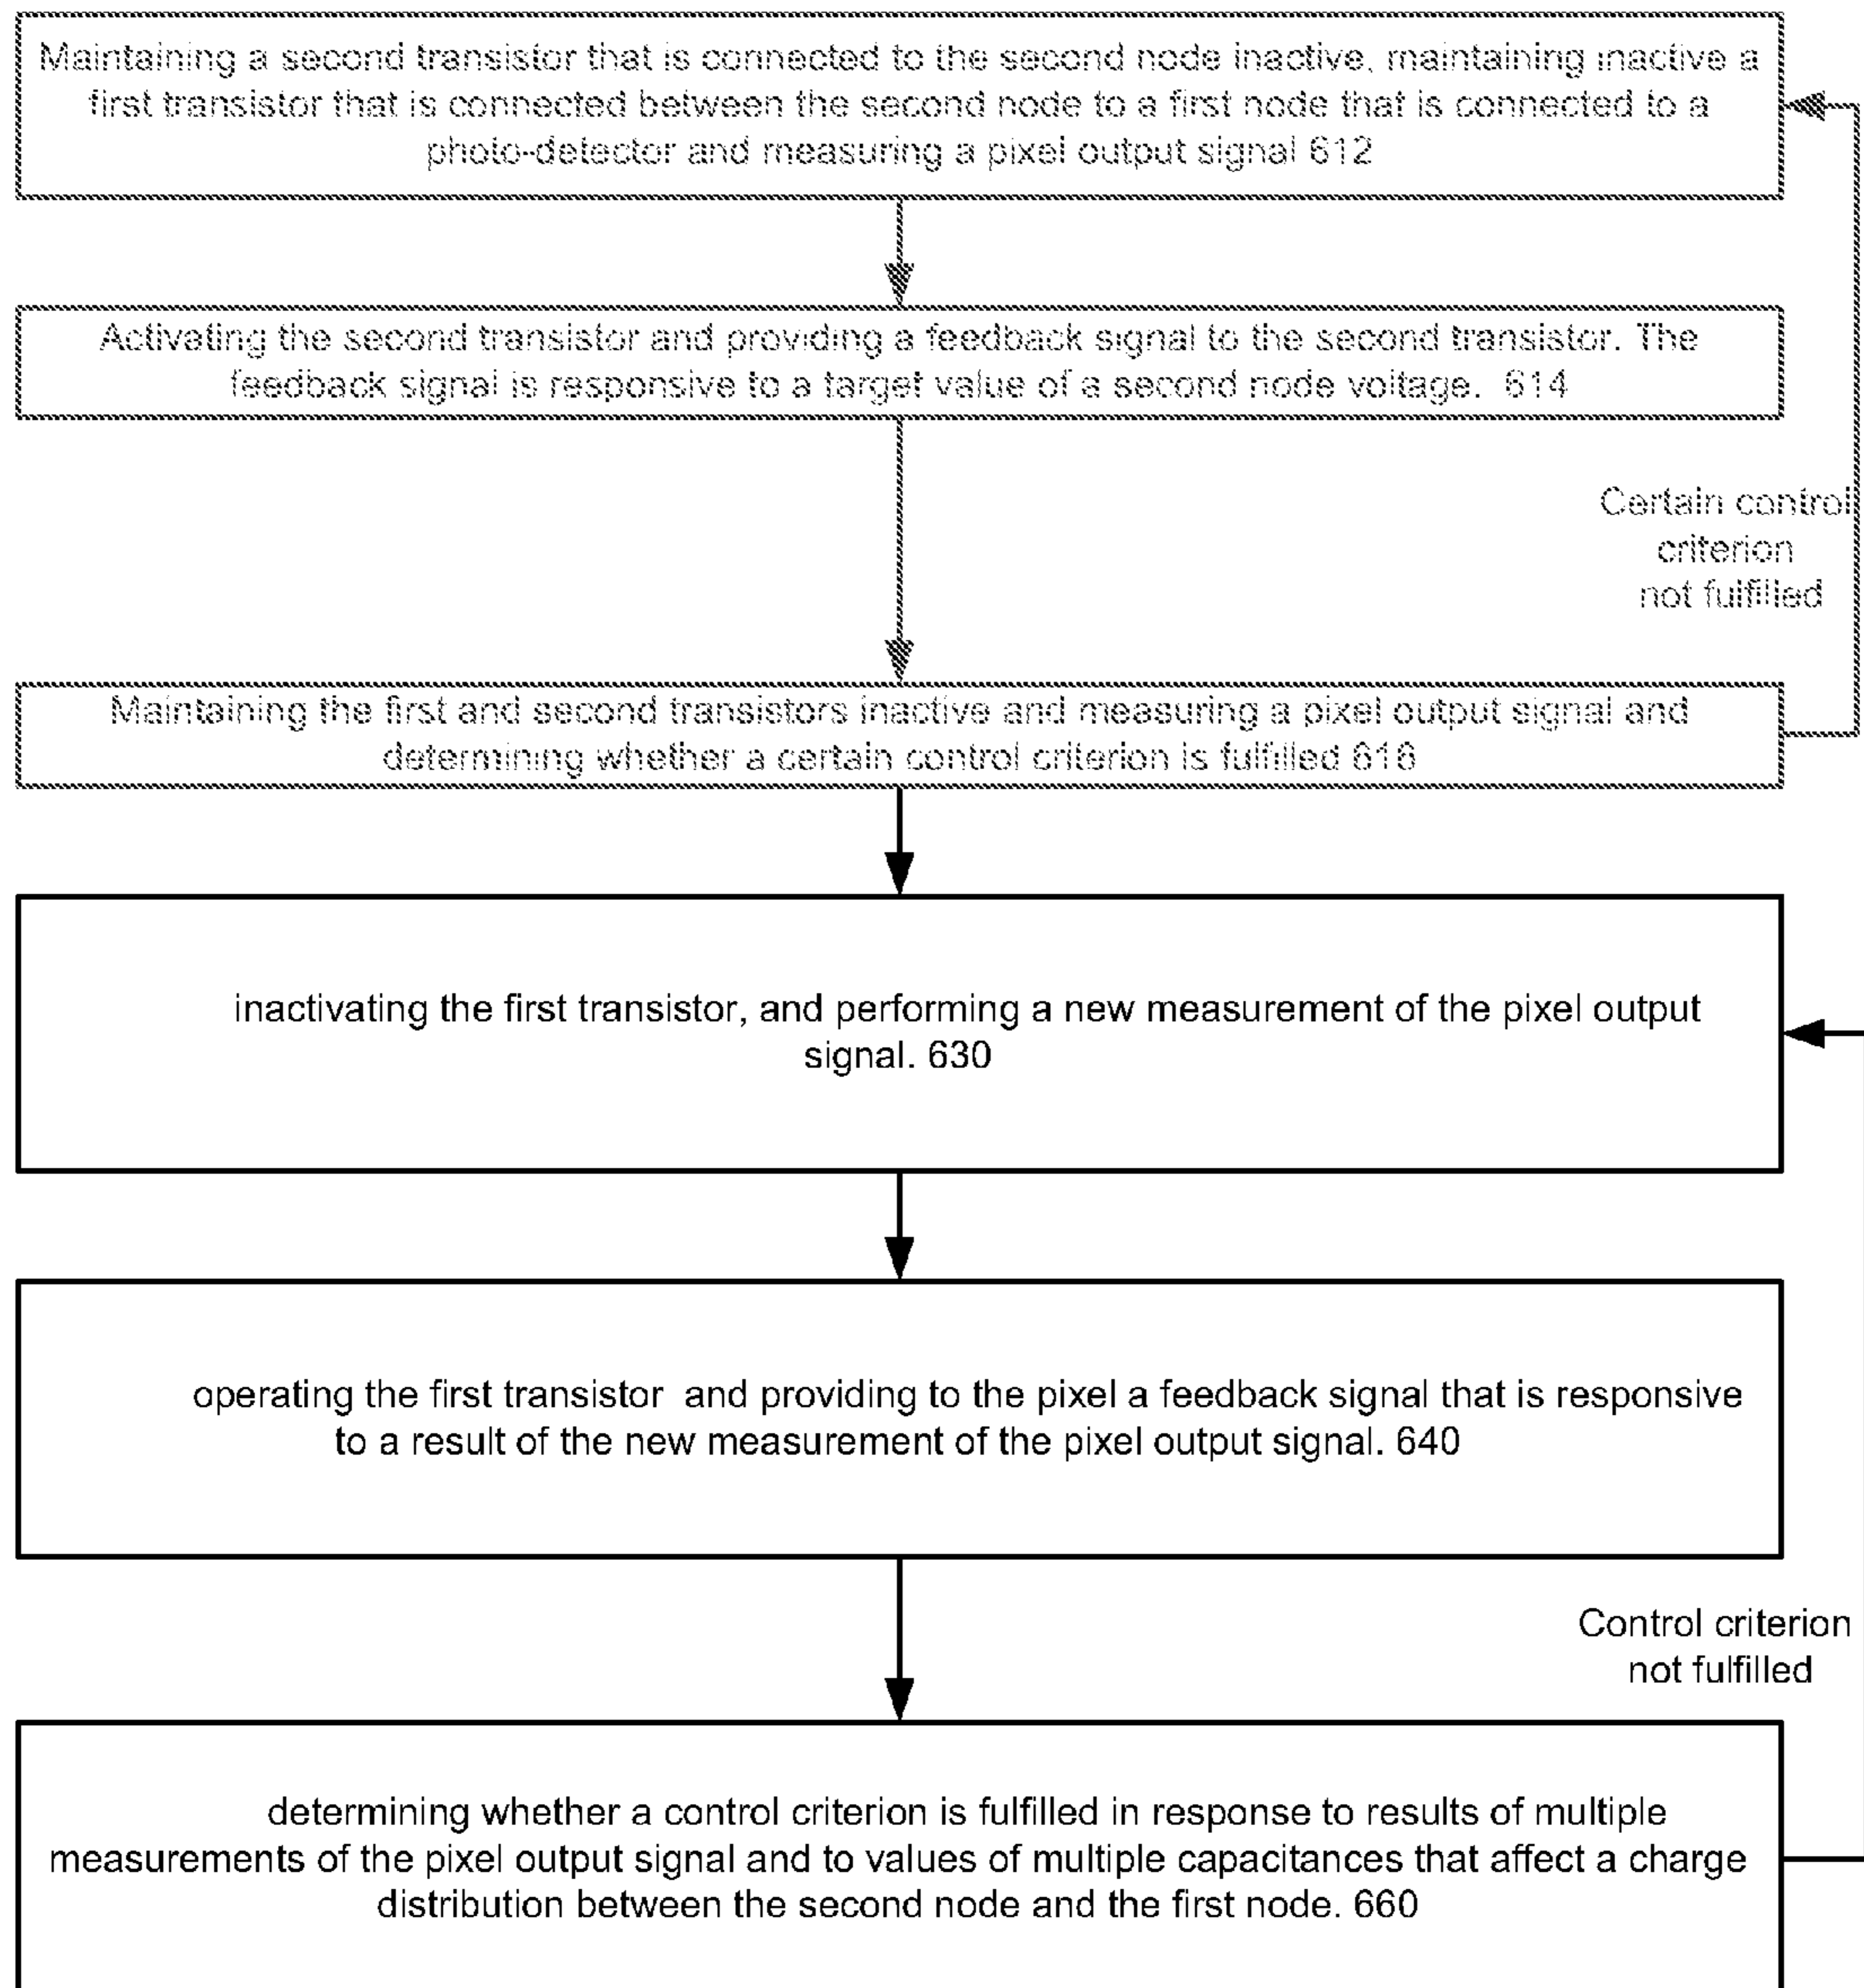 Maintaining a second transistor that is connected to the second node inactive, maintaining inactive a
first transistor that is connected between the second node to a first node that is connected to a
photo-detector and measuring a pixel output signal 612
Activating the second transistor and providing a feedback signal to the second transistor. The
feedback signal is responsive to a target value of a second node voltage. 614
Certain control
criterion
not fulfilled
Maintaining the first and second transistors inactive and measuring a pixel output signal and
determining whether a certain control criterion is fulfilled 616
inactivating the first transistor, and performing a new measurement of the pixel output
signal. 630
operating the first transistor and providing to the pixel a feedback signal that is responsive
to a result of the new measurement of the pixel output signal. 640
Control criterion
not fulfilled
determining whether a control criterion is fulfilled in response to results of multiple
measurements of the pixel output signal and to values of multiple capacitances that affect a charge
distribution between the second node and the first node. 660